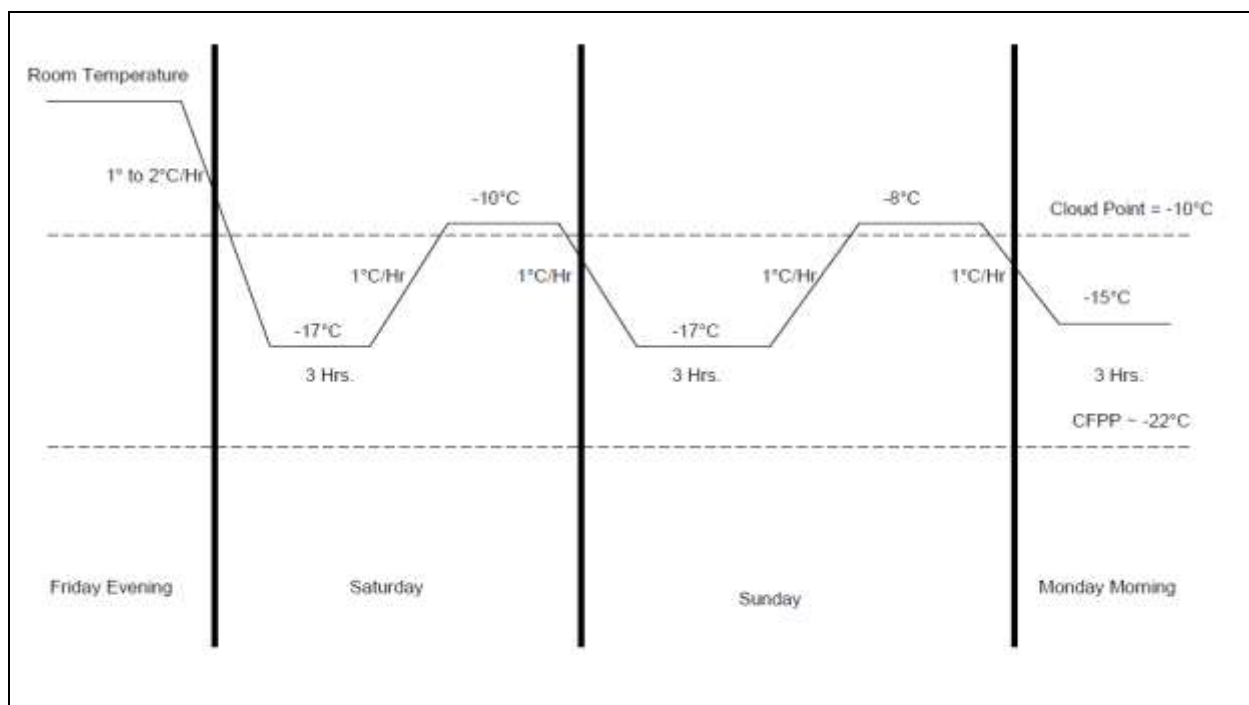 Room Temperature
1° to 2°C/Hr
-10°C
-8°C
Cloud Point = -10°C
1°C/Hr
1°C/Hr
1°C/Hr
1°C/Hr
-15°C
-17°C
-17°C
3 Hrs.
3 Hrs.
3 Hrs.
CFPP ~ -22°C
Friday Evening
Saturday
Sunday
Monday Morning